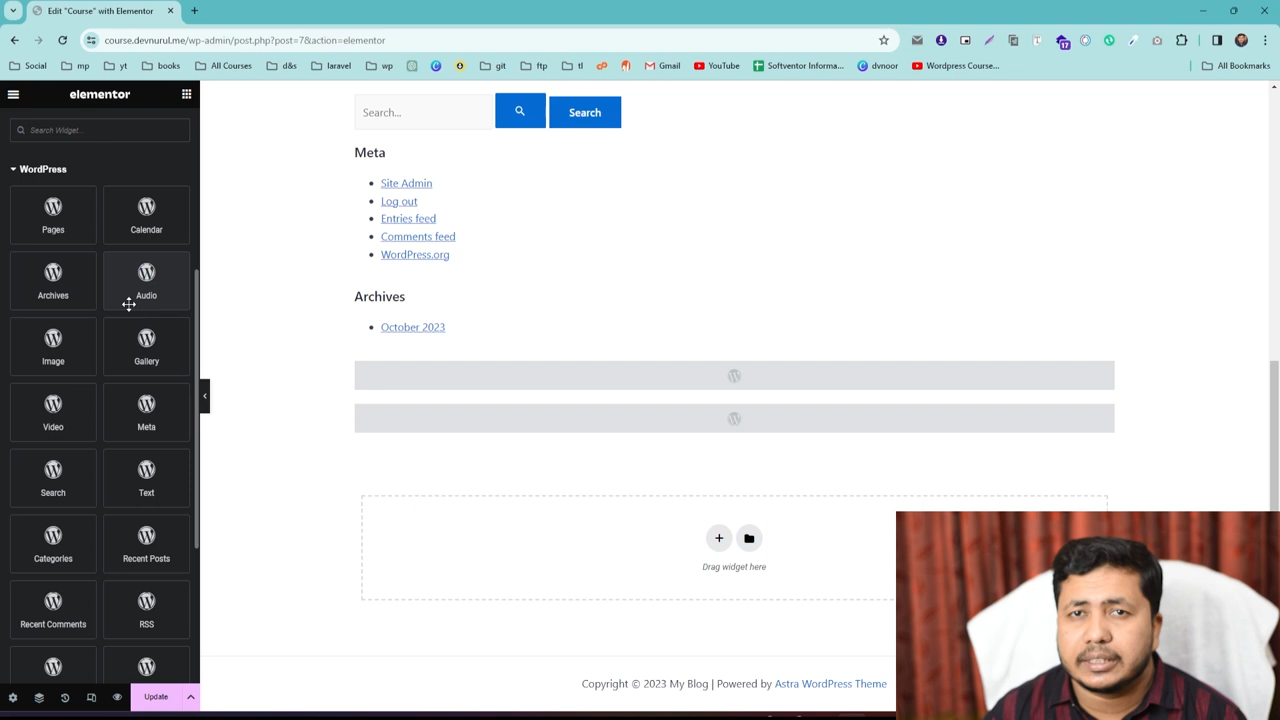 Edit "Course" with Elementor
course.devnurul.me/wp-admin/post.php?post=7&action=elementor
17
Social
mp
yt
books
All Courses
d&s
laravel
wp
git
ftp
tl
Gmail
YouTube
Softventor Informa...
dvnoor
Wordpress Course...
All Bookmarks
elementor
Search Widget...
WordPress
Pages
Calendar
Archives
Audio
Image
Gallery
Video
Meta
Search
Text
Categories
Recent Posts
Recent Comments
RSS
Update
Search...
Search
Meta
Site Admin
Log out
Entries feed
Comments feed
WordPress.org
Archives
October 2023
Drag widget here
Copyright © 2023 My Blog | Powered by Astra WordPress Theme